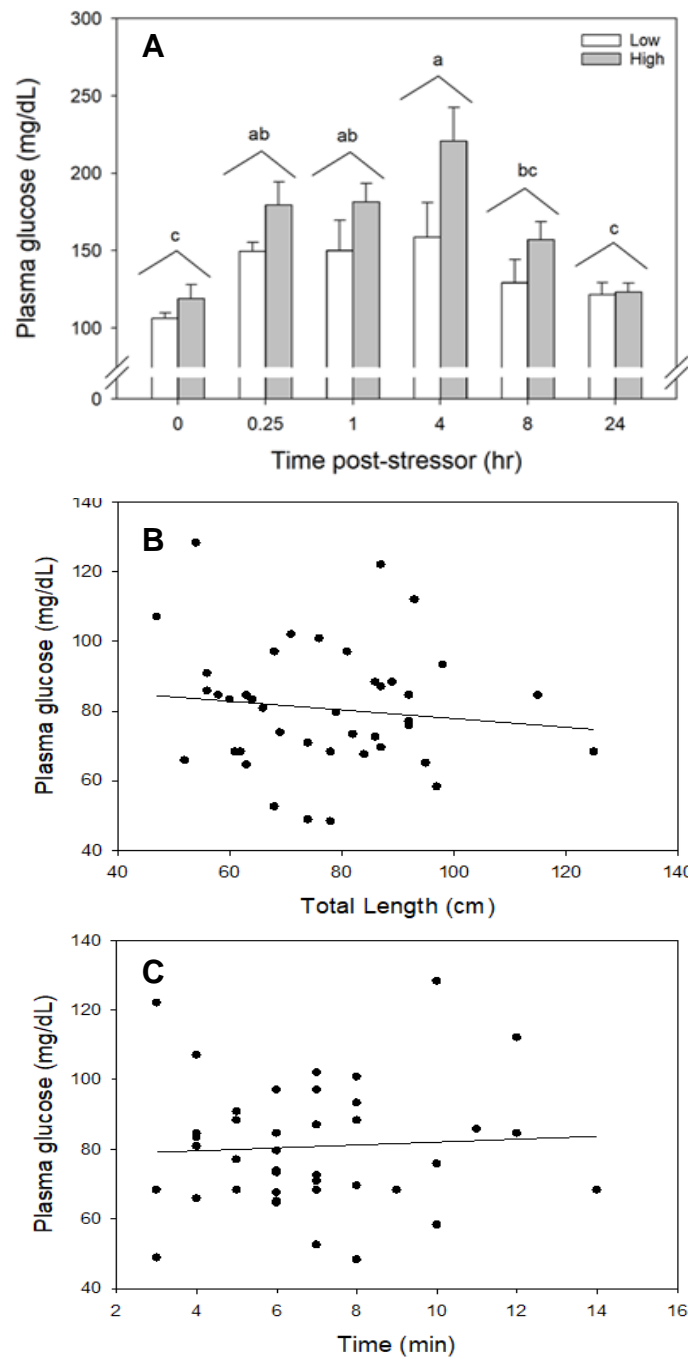 300
A
Low
High
a
250
ab
ab
200
bc
c
c
150
100
0
Plasma glucose (mg/dL)
0 0.25 1 4 8 24
Time post-stressor (hr)
140
B
120
100
80
60
40
Plasma glucose (mg/dL)
40 60 80 100 120 140
Total Length (cm)
140
C
120
100
80
60
40
Plasma glucose (mg/dL)
2 4 6 8 10 12 14 16
Time (min)